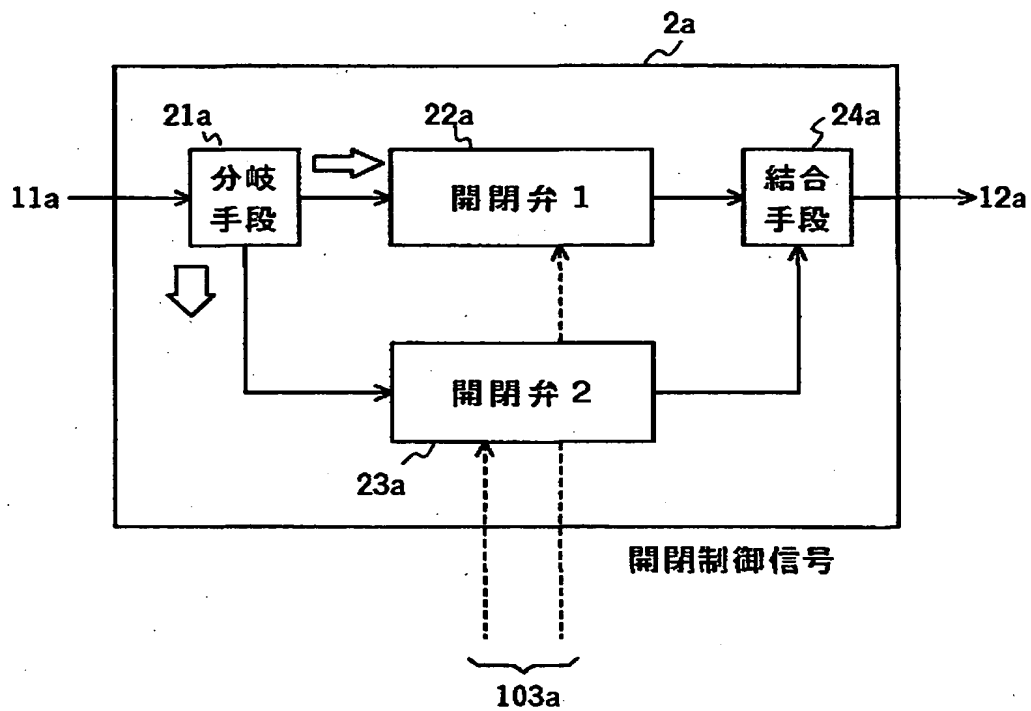 2a
21a
22a
24a
11a
分岐
手段
開閉弁1
結合
手段
12a
開閉弁2
23a
開閉制御信号
103a